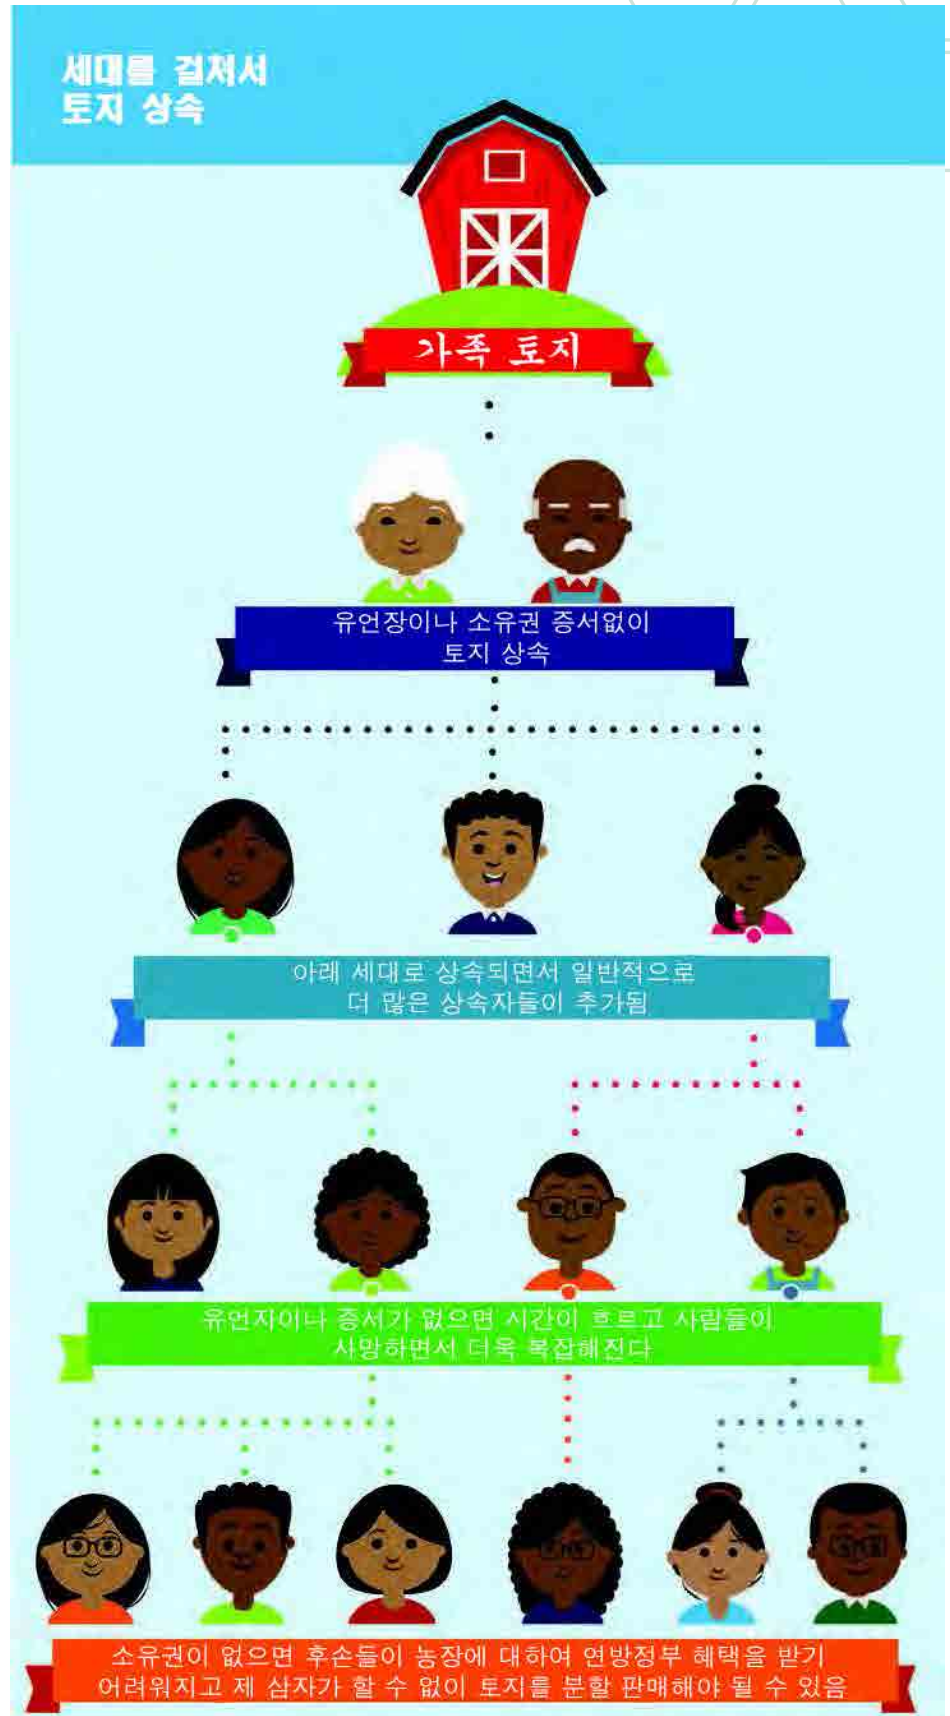 세대를 걸쳐서
토지 상속
가족 토지
유언장이나 소유권 증서없이
토지 상속
아래 세대로 상속되면서 일반적으로
더 많은 상속자들이 추가됨
유언자이나 증서가 없으면 시간이 흐르고 사람들이
사망하면서 더욱 복잡해진다
소유권이 없으면 후손들이 농장에 대하여 연방정부 혜택을 받기
어려워지고 제 삼자가 할 수 없이 토지를 분할 판매해야 될 수 있음